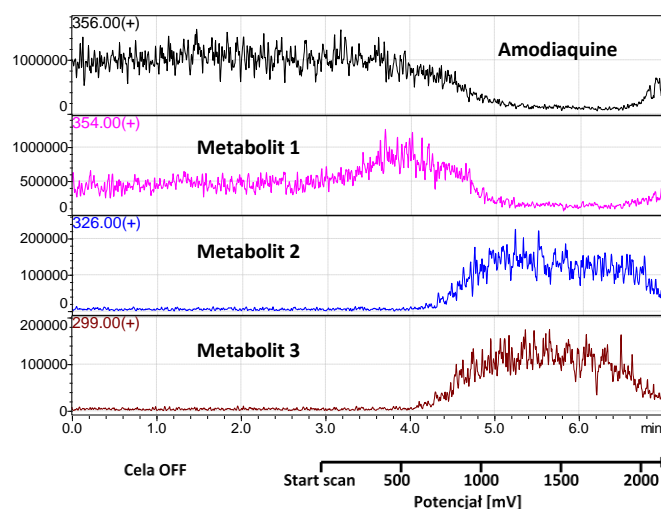 356.00(+)
Amodiaquine
1000000
0
354.00(+)
Metabolit 1
1000000
500000
0
326.00(+)
200000
Metabolit 2
100000
0
299.00(+)
200000
Metabolit 3
100000
0
0.0 1.0 2.0 3.0 4.0 5.0 6.0 min
Cela OFF
Start scan 500 1000 1500 2000
Potencjał [mV]